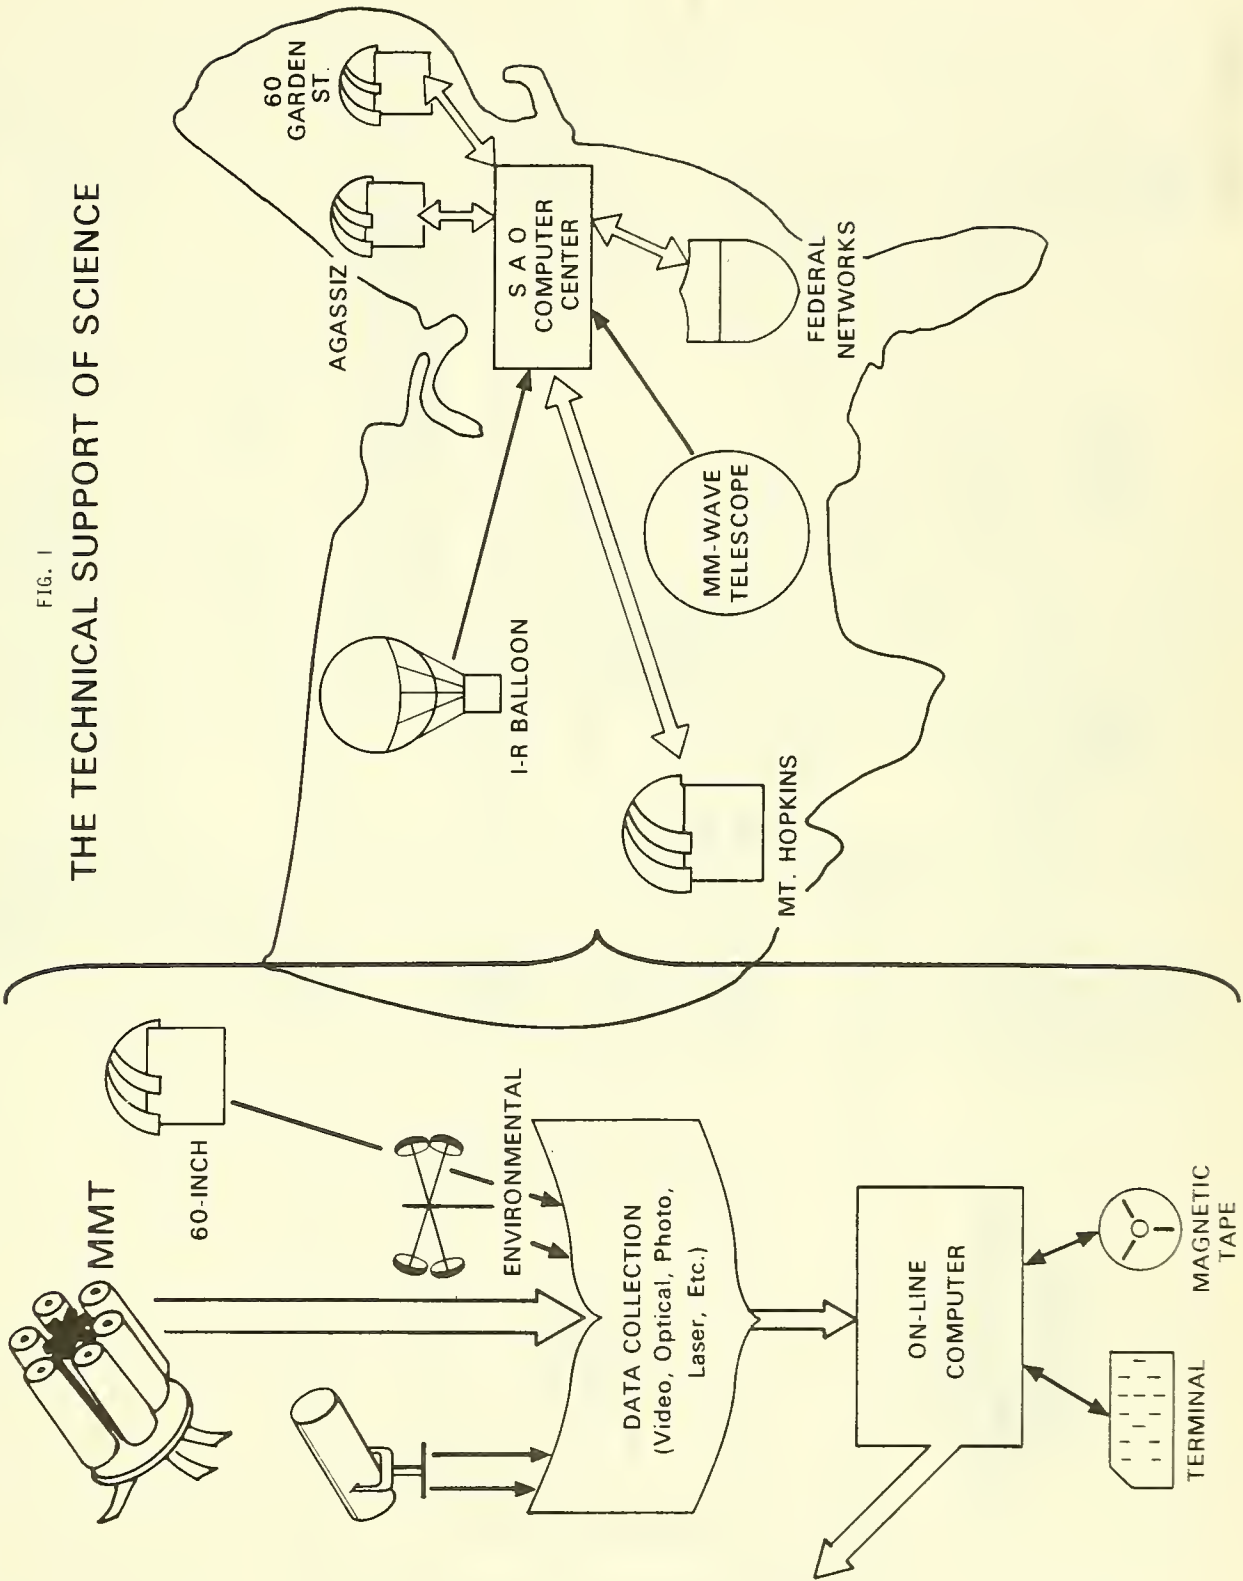 FIG. I
THE TECHNICAL SUPPORT OF SCIENCE
MMT
60-INCH
ENVIRONMENTAL
DATA COLLECTION
(Video, Optical, Photo,
Laser, Etc.)
ON-LINE
COMPUTER
TERMINAL
MAGNETIC
TAPE
I-R BALLOON
MT. HOPKINS
MM-WAVE
TELESCOPE
AGASSIZ
60
GARDEN
ST.
S A O
COMPUTER
CENTER
FEDERAL
NETWORKS